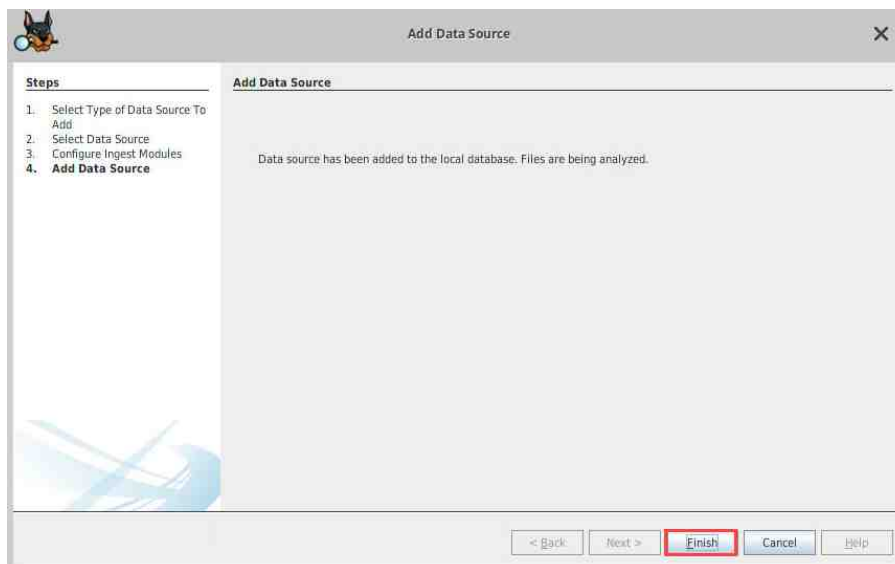 Add Data Source
Steps
1. Select Type of Data Source To
Add
2. Select Data Source
3. Configure Ingest Modules
4. Add Data Source
Add Data Source
Data source has been added to the local database. Files are being analyzed.
< Back Next > Finish Cancel Help